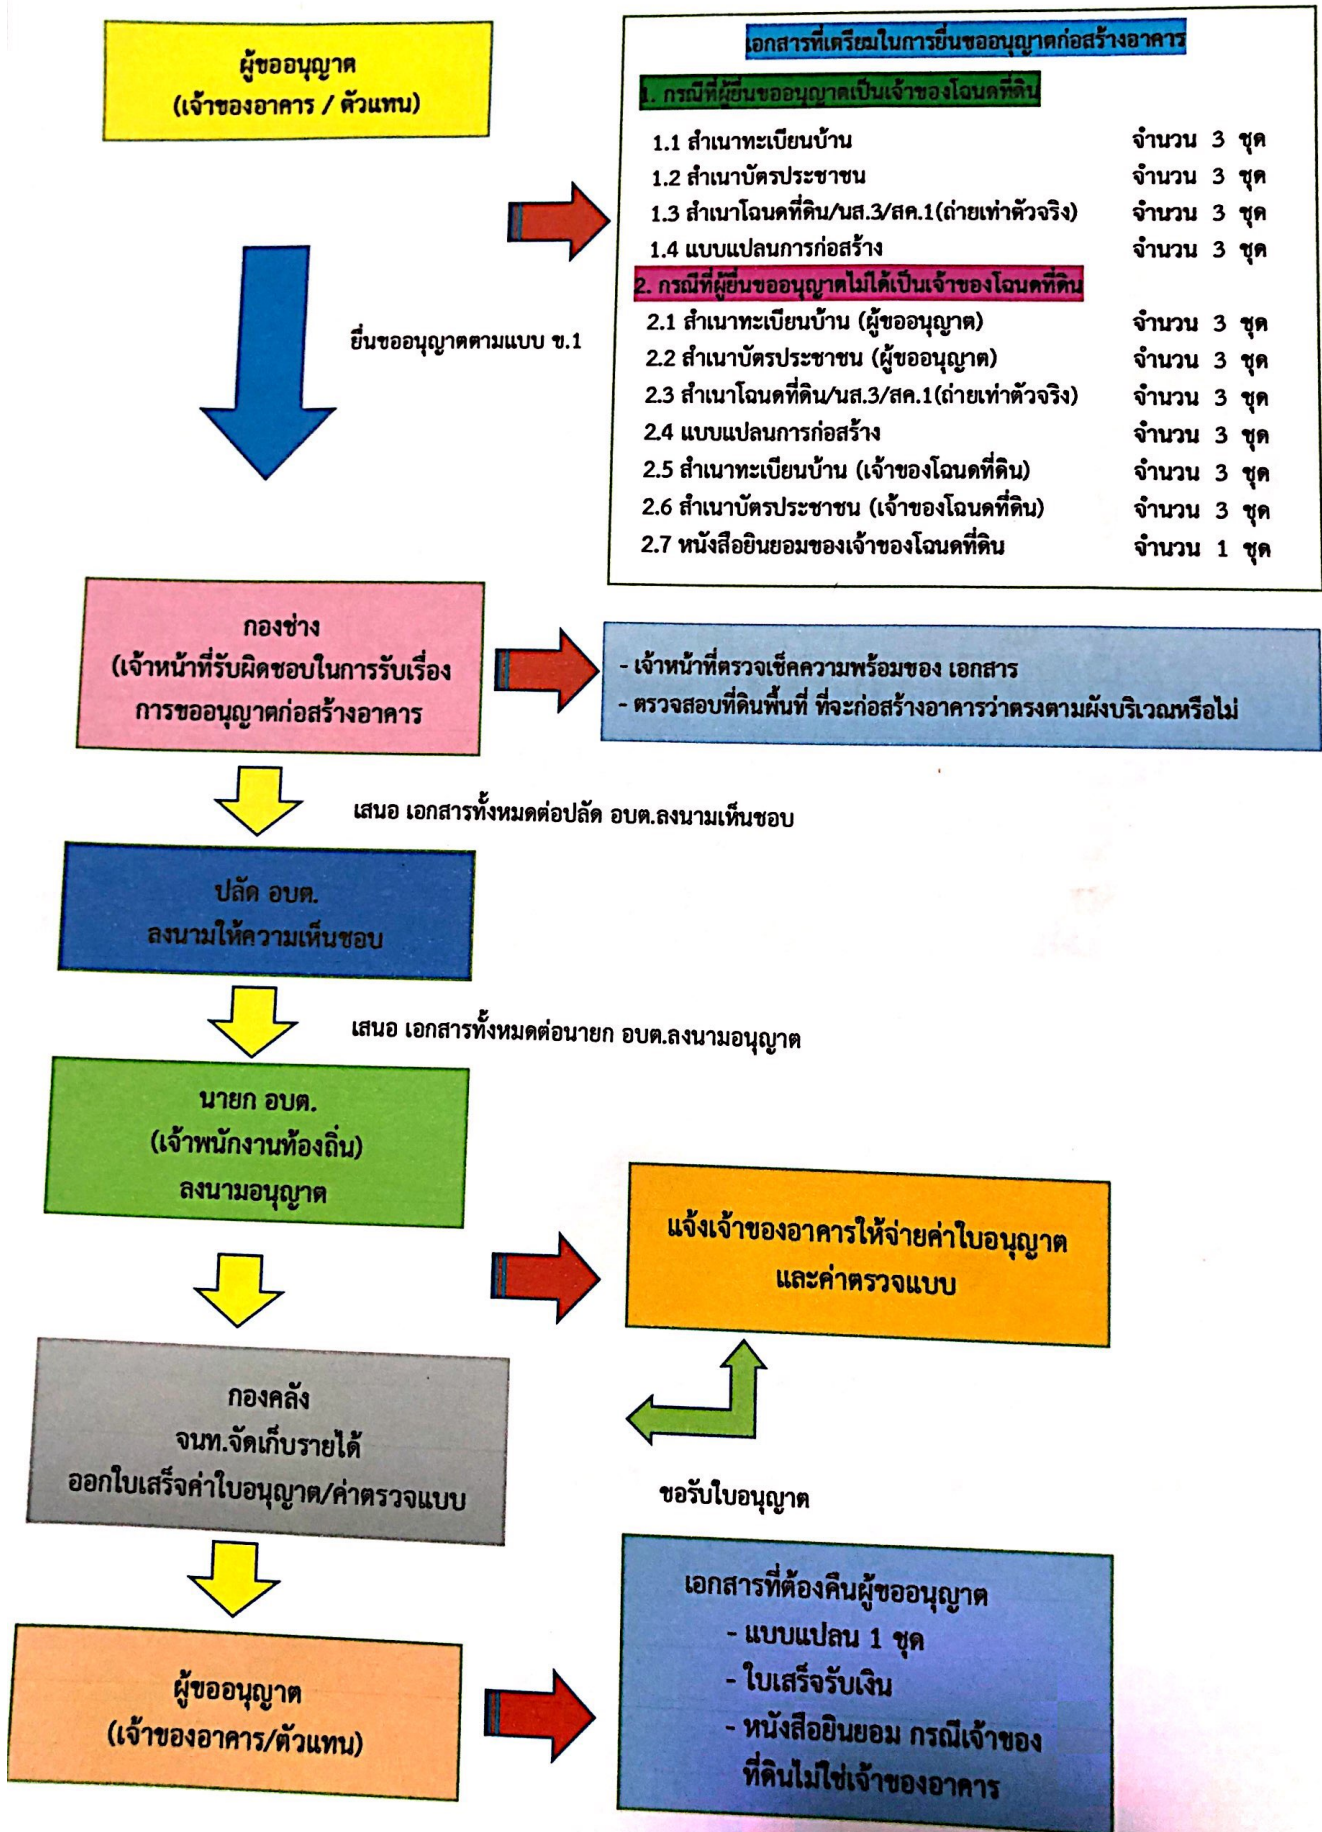 ผู้ขออนุญาต
(เจ้าของอาคาร / ตัวแทน)
เอกสารที่เตรียมในการยื่นขออนุญาตก่อสร้างอาคาร
1. กรณีที่ผู้ยื่นขออนุญาตเป็นเจ้าของโฉนดที่ดิน
1.1 สำเนาทะเบียนบ้าน จำนวน 3 ชุด
1.2 สำเนาบัตรประชาชน จำนวน 3 ชุด
1.3 สำเนาโฉนดที่ดิน/นส.3/สค.1(ถ่ายเท่าตัวจริง) จำนวน 3 ชุด
1.4 แบบแปลนการก่อสร้าง จำนวน 3 ชุด
2. กรณีที่ผู้ยื่นขออนุญาตไม่ได้เป็นเจ้าของโฉนดที่ดิน
2.1 สำเนาทะเบียนบ้าน (ผู้ขออนุญาต) จำนวน 3 ชุด
2.2 สำเนาบัตรประชาชน (ผู้ขออนุญาต) จำนวน 3 ชุด
2.3 สำเนาโฉนดที่ดิน/นส.3/สค.1(ถ่ายเท่าตัวจริง) จำนวน 3 ชุด
2.4 แบบแปลนการก่อสร้าง จำนวน 3 ชุด
2.5 สำเนาทะเบียนบ้าน (เจ้าของโฉนดที่ดิน) จำนวน 3 ชุด
2.6 สำเนาบัตรประชาชน (เจ้าของโฉนดที่ดิน) จำนวน 3 ชุด
2.7 หนังสือยินยอมของเจ้าของโฉนดที่ดิน จำนวน 1 ชุด
ยื่นขออนุญาตตามแบบ ข.1
กองช่าง
(เจ้าหน้าที่รับผิดชอบในการรับเรื่อง
การขออนุญาตก่อสร้างอาคาร
- เจ้าหน้าที่ตรวจเช็คความพร้อมของ เอกสาร
- ตรวจสอบที่ดินพื้นที่ ที่จะก่อสร้างอาคารว่าตรงตามผังบริเวณหรือไม่
เสนอ เอกสารทั้งหมดต่อปลัด อบต.ลงนามเห็นชอบ
ปลัด อบต.
ลงนามให้ความเห็นชอบ
เสนอ เอกสารทั้งหมดต่อนายก อบต.ลงนามอนุญาต
นายก อบต.
(เจ้าพนักงานท้องถิ่น)
ลงนามอนุญาต
แจ้งเจ้าของอาคารให้จ่ายค่าใบอนุญาต
และค่าตรวจแบบ
กองคลัง
จนท.จัดเก็บรายได้
ออกใบเสร็จค่าใบอนุญาต/ค่าตรวจแบบ
ขอรับใบอนุญาต
ผู้ขออนุญาต
(เจ้าของอาคาร/ตัวแทน)
เอกสารที่ต้องคืนผู้ขออนุญาต
- แบบแปลน 1 ชุด
- ใบเสร็จรับเงิน
- หนังสือยินยอม กรณีเจ้าของ
ที่ดินไม่ใช่เจ้าของอาคาร